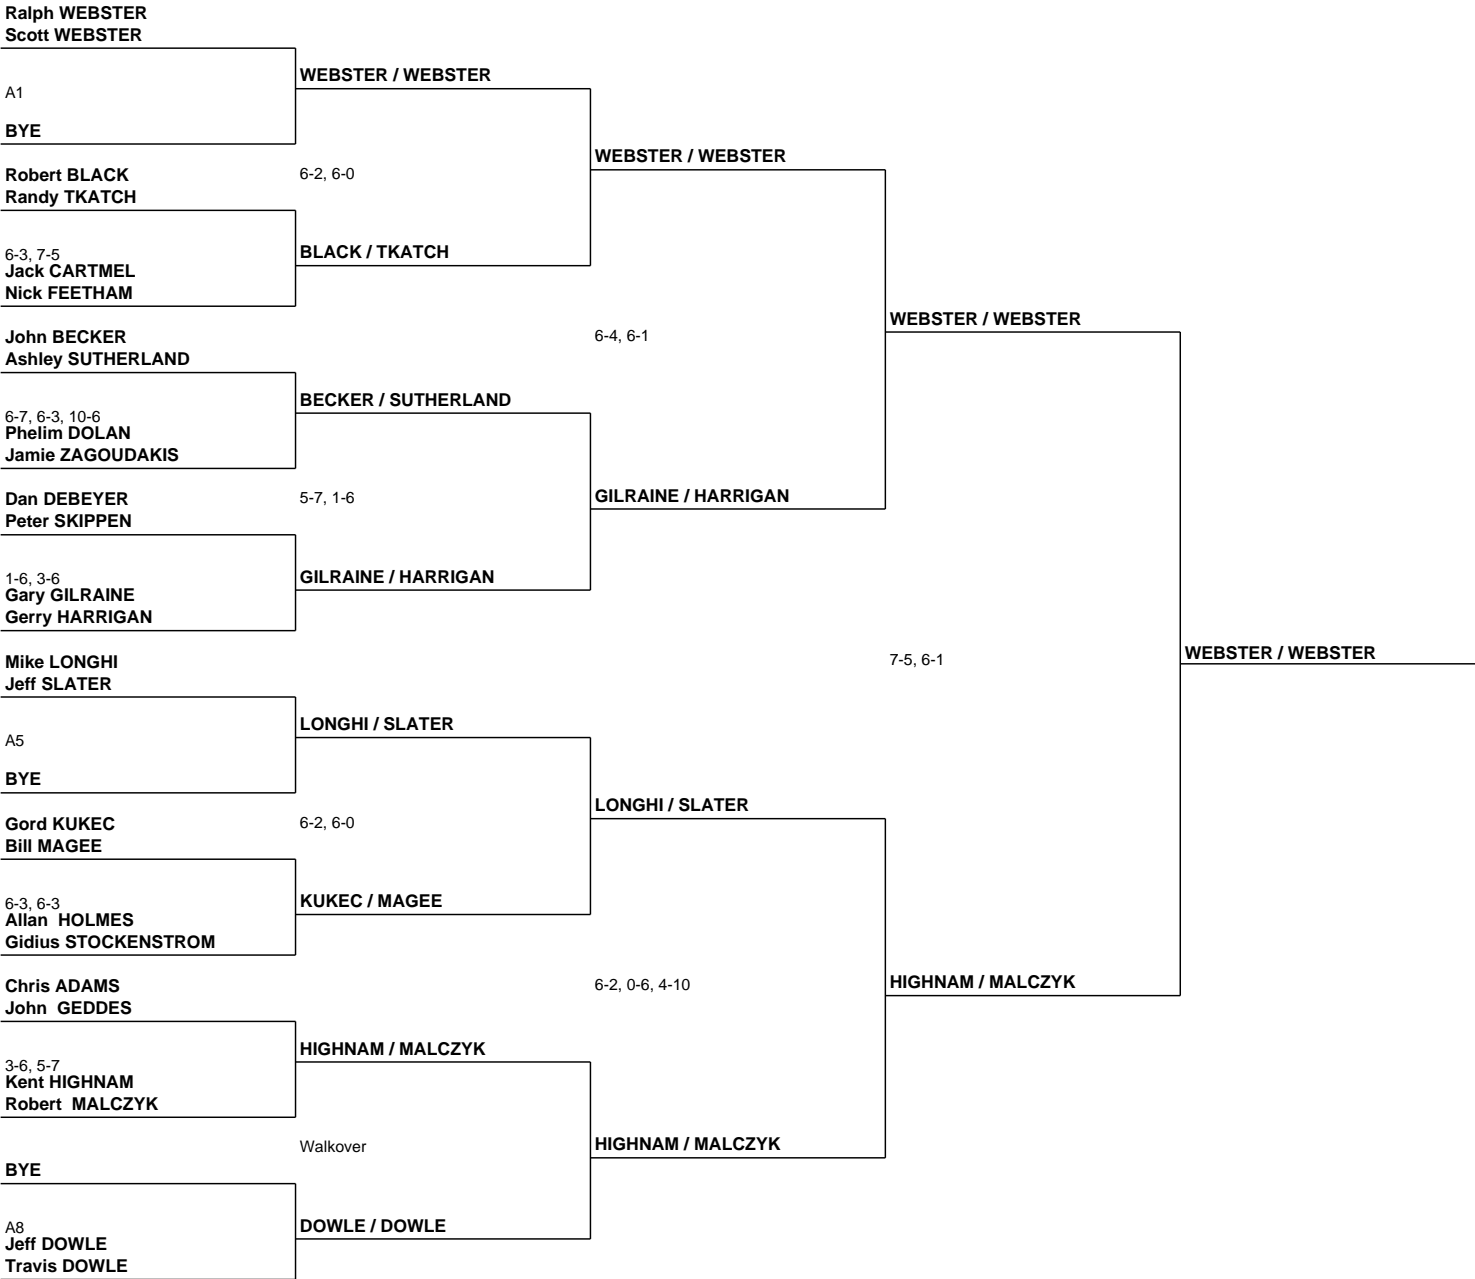 Ralph WEBSTER
Scott WEBSTER
WEBSTER / WEBSTER
A1
BYE
WEBSTER / WEBSTER
Robert BLACK
6-2, 6-0
Randy TKATCH
6-3, 7-5
BLACK / TKATCH
Jack CARTMEL
Nick FEETHAM
WEBSTER / WEBSTER
John BECKER
6-4, 6-1
Ashley SUTHERLAND
BECKER / SUTHERLAND
6-7, 6-3, 10-6
Phelim DOLAN
Jamie ZAGOUDAKIS
Dan DEBEYER
5-7, 1-6
GILRAINE / HARRIGAN
Peter SKIPPEN
1-6, 3-6
GILRAINE / HARRIGAN
Gary GILRAINE
Gerry HARRIGAN
WEBSTER / WEBSTER
Mike LONGHI
7-5, 6-1
Jeff SLATER
LONGHI / SLATER
A5
BYE
LONGHI / SLATER
Gord KUKEC
6-2, 6-0
Bill MAGEE
6-3, 6-3
KUKEC / MAGEE
Allan  HOLMES
Gidius STOCKENSTROM
Chris ADAMS
6-2, 0-6, 4-10
HIGHNAM / MALCZYK
John  GEDDES
HIGHNAM / MALCZYK
3-6, 5-7
Kent HIGHNAM
Robert  MALCZYK
Walkover
HIGHNAM / MALCZYK
BYE
A8
DOWLE / DOWLE
Jeff DOWLE
Travis DOWLE